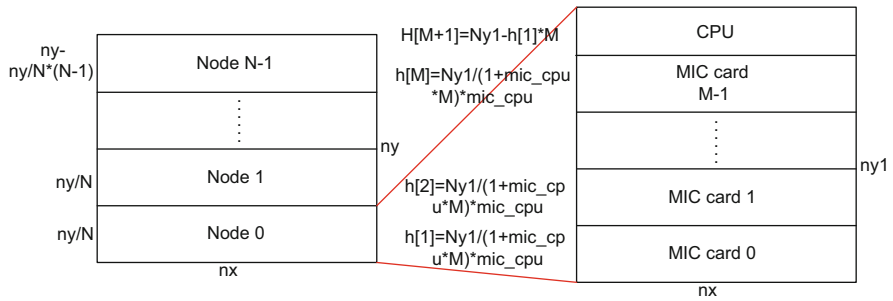 ny-
ny/N*(N-1)
Node N-1
ny
Node 1
ny/N
Node 0
ny/N
nx
H[M+1]=Ny1-h[1]*M
h[M]=Ny1/(1+mic_cpu
*M)*mic_cpu
h[2]=Ny1/(1+mic_cp
u*M)*mic_cpu
h[1]=Ny1/(1+mic_cp
u*M)*mic_cpu
CPU
MIC card
M-1
ny1
MIC card 1
MIC card 0
nx